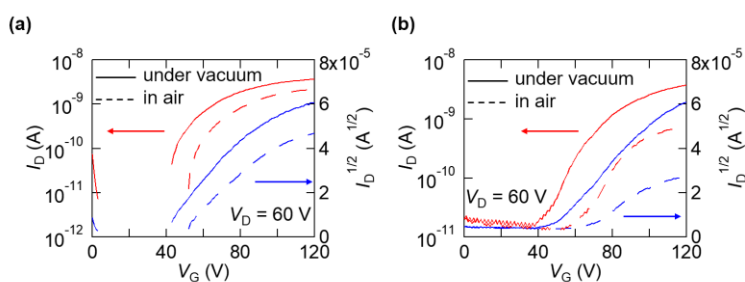 (a)
10⁻⁸
10⁻⁹
10⁻¹⁰
10⁻¹¹
10⁻¹²
I_D (A)
under vacuum
in air
V_D = 60 V
8x10⁻⁵
6
4
2
0
I_D^1/2 (A^1/2)
0
40
80
120
V_G (V)
(b)
10⁻⁸
10⁻⁹
10⁻¹⁰
10⁻¹¹
I_D (A)
under vacuum
in air
V_D = 60 V
8x10⁻⁵
6
4
2
0
I_D^1/2 (A^1/2)
0
40
80
120
V_G (V)